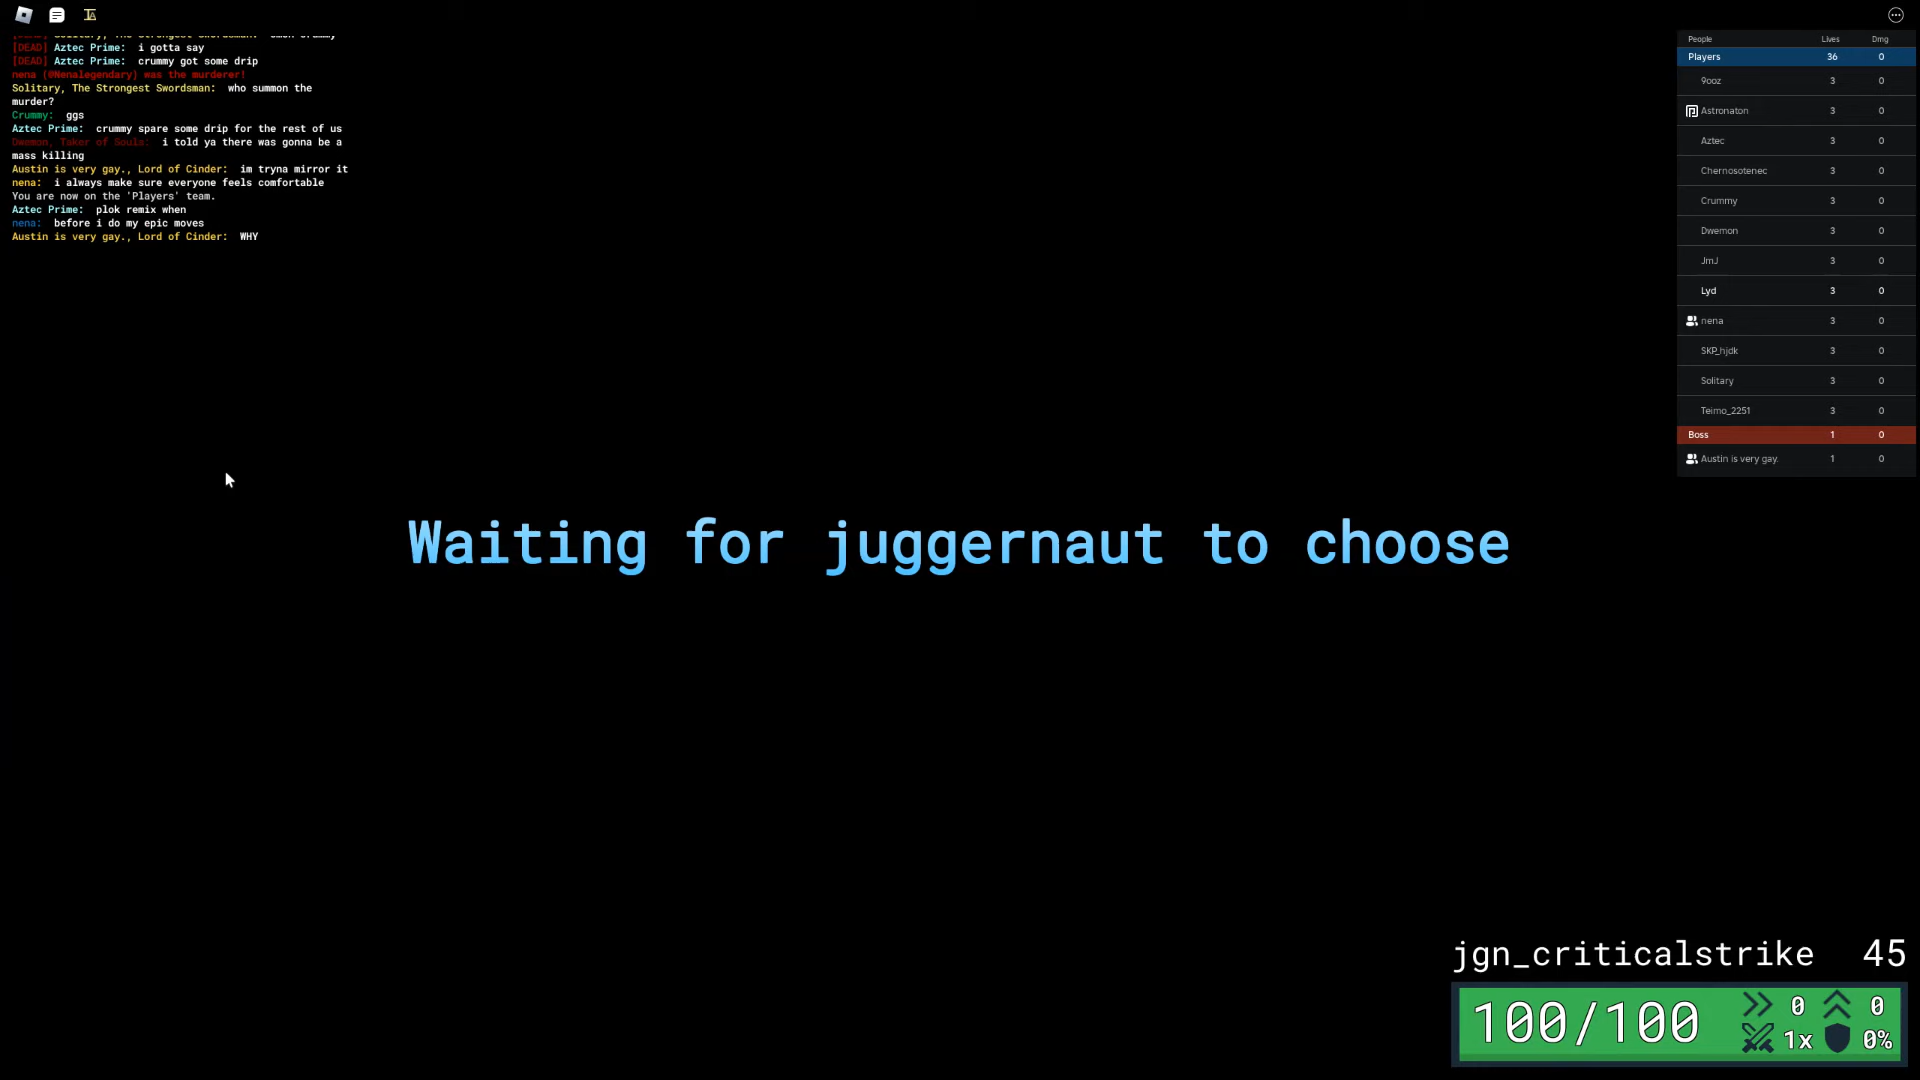 [DEAD] Aztec Prime: i gotta say
[DEAD] Aztec Prime: crummy got some drip
nena (@Nenalegendary) was the murderer!
Solitary, The Strongest Swordsman: who summon the
murder?
Crummy: ggs
Aztec Prime: crummy spare some drip for the rest of us
Dwemon, Taker of Souls: i told ya there was gonna be a
mass killing
Austin is very gay., Lord of Cinder: im tryna mirror it
nena: i always make sure everyone feels comfortable
You are now on the 'Players' team.
Aztec Prime: plok remix when
nena: before i do my epic moves
Austin is very gay., Lord of Cinder: WHY
People Lives Dmg
Players 36 0
9ooz 3 0
Astronaton 3 0
Aztec 3 0
Chernosotenec 3 0
Crummy 3 0
Dwemon 3 0
JmJ 3 0
Lyd 3 0
nena 3 0
SKP_hjdk 3 0
Solitary 3 0
Teimo_2251 3 0
Boss 1 0
Austin is very gay. 1 0
Waiting for juggernaut to choose
jgn_criticalstrike 45
100/100 0 0
1x 0%